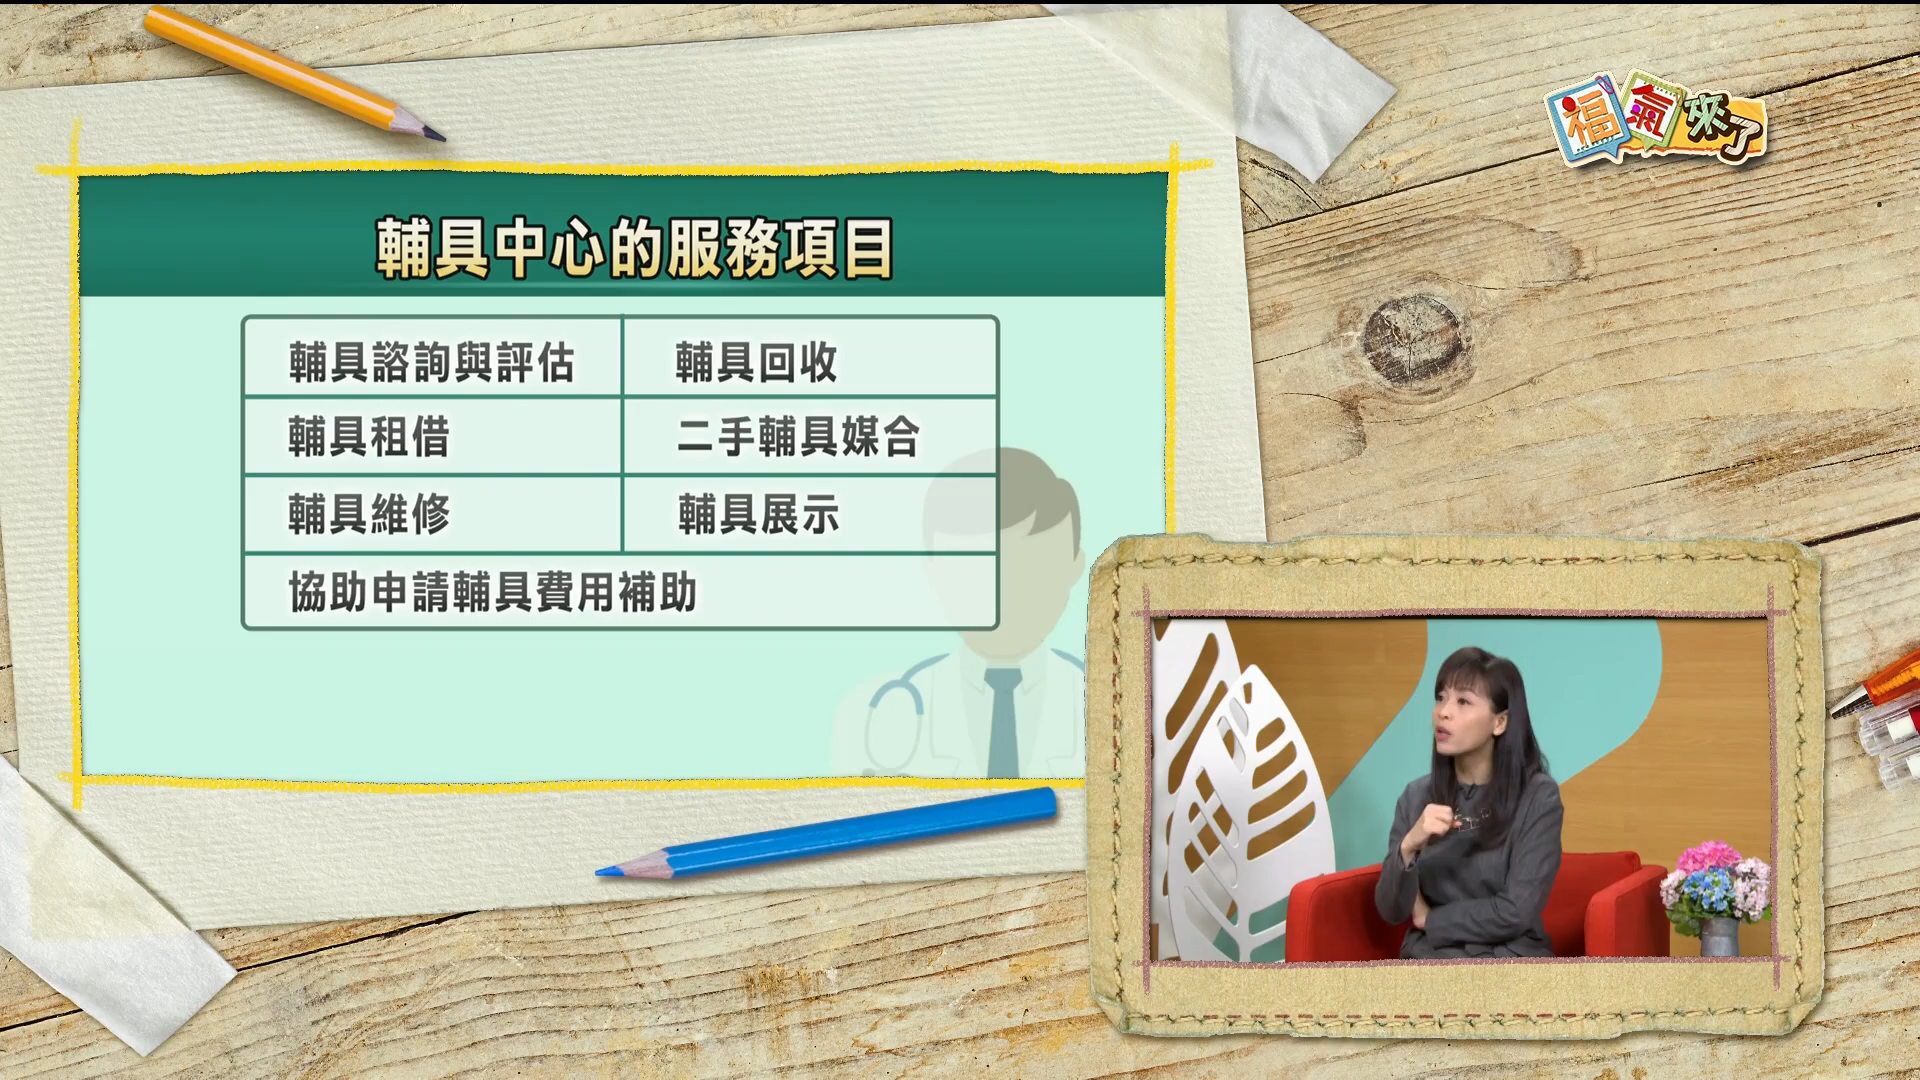 福氣來了
輔具中心的服務項目
輔具諮詢與評估 輔具回收
輔具租借 二手輔具媒合
輔具維修 輔具展示
協助申請輔具費用補助